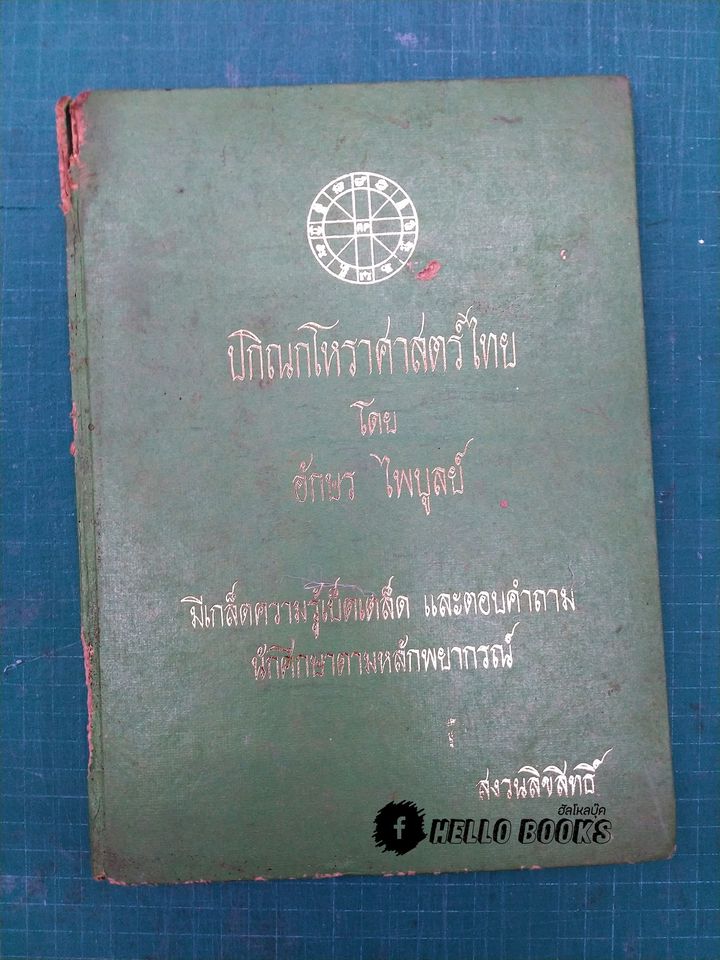 ปกิณกโหราศาสตร์ไทย
โดย
อักษร ไพบูลย์
มีเกล็ดความรู้เบ็ดเตล็ด และตอบคำถาม
นักศึกษาตามหลักพยากรณ์
สงวนลิขสิทธิ์
ฮัลโหลบุ๊ค
f HELLO BOOKS